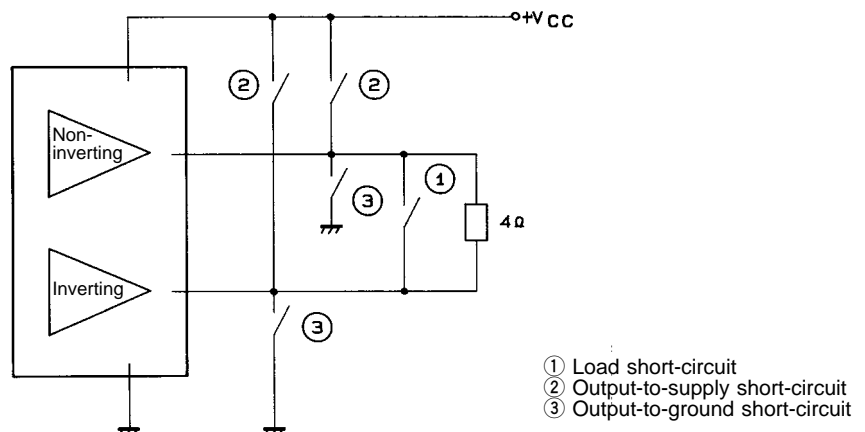 +VCC
② ②
Non-
inverting
①
③
4Ω
Inverting
③
① Load short-circuit
② Output-to-supply short-circuit
③ Output-to-ground short-circuit